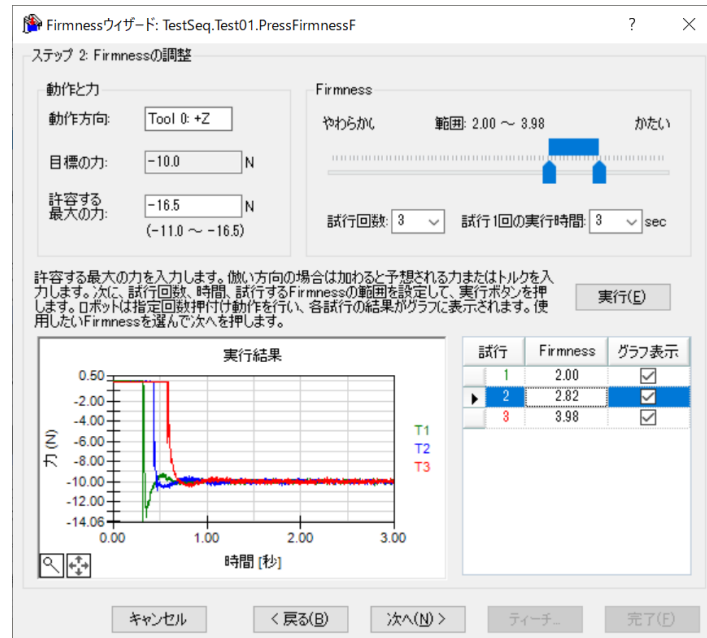 Firmnessウィザード: TestSeq.Test01.PressFirmnessF
ステップ 2: Firmnessの調整
動作と力
動作方向:
Tool 0: +Z
目標の力:
-10.0
N
許容する
最大の力:
-16.5
N
(-11.0 ～ -16.5)
Firmness
やわらかい
範囲: 2.00 ～ 3.98
かたい
試行回数:
3
試行1回の実行時間:
3
sec
許容する最大の力を入力します。倣い方向の場合は加わると予想される力またはトルクを入
力します。次に、試行回数、時間、試行するFirmnessの範囲を設定して、実行ボタンを押
します。ロボットは指定回数押付け動作を行い、各試行の結果がグラフに表示されます。使
用したいFirmnessを選んで次へを押します。
実行(E)
実行結果
力 (N)
0.50
-2.00
-4.00
-6.00
-8.00
-10.00
-12.00
-14.06
0.00
1.00
2.00
3.00
時間 [秒]
T1
T2
T3
試行
Firmness
グラフ表示
1
2.00
2
2.82
3
3.98
キャンセル
< 戻る(B)
次へ(N) >
ティーチ...
完了(F)